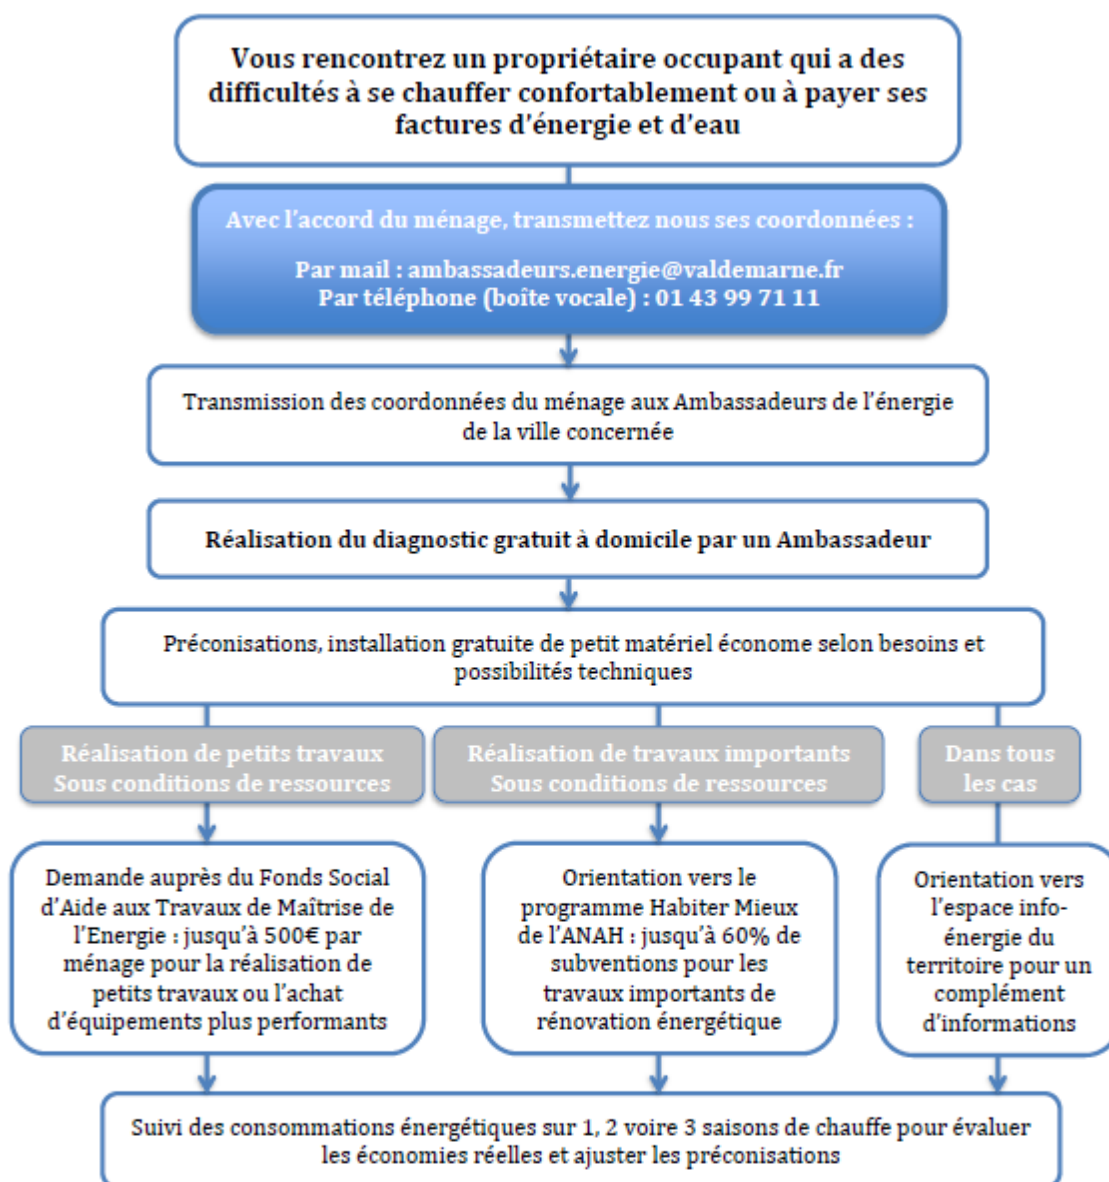 Vous rencontrez un propriétaire occupant qui a des
difficultés à se chauffer confortablement ou à payer ses
factures d'énergie et d'eau
Avec l'accord du ménage, transmettez nous ses coordonnées :
Par mail : ambassadeurs.energie@valdemarne.fr
Par téléphone (boîte vocale) : 01 43 99 71 11
Transmission des coordonnées du ménage aux Ambassadeurs de l'énergie
de la ville concernée
Réalisation du diagnostic gratuit à domicile par un Ambassadeur
Préconisations, installation gratuite de petit matériel économe selon besoins et
possibilités techniques
Réalisation de petits travaux
Sous conditions de ressources
Réalisation de travaux importants
Sous conditions de ressources
Dans tous
les cas
Demande auprès du Fonds Social
d'Aide aux Travaux de Maîtrise de
l'Energie : jusqu'à 500€ par
ménage pour la réalisation de
petits travaux ou l'achat
d'équipements plus performants
Orientation vers le
programme Habiter Mieux
de l'ANAH : jusqu'à 60% de
subventions pour les
travaux importants de
rénovation énergétique
Orientation vers
l'espace info-
énergie du
territoire pour un
complément
d'informations
Suivi des consommations énergétiques sur 1, 2 voire 3 saisons de chauffe pour évaluer
les économies réelles et ajuster les préconisations